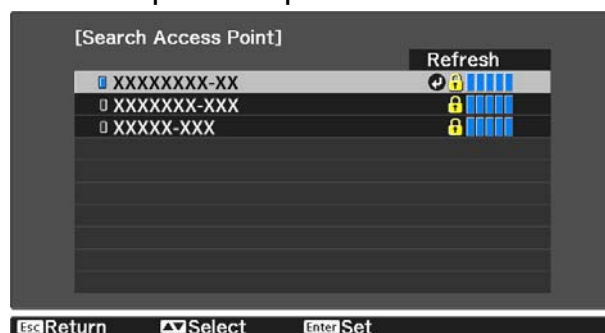 [Search Access Point]
Refresh
XXXXXXXX-XX
XXXXXXX-XXX
XXXXX-XXX
Esc Return Select Enter Set